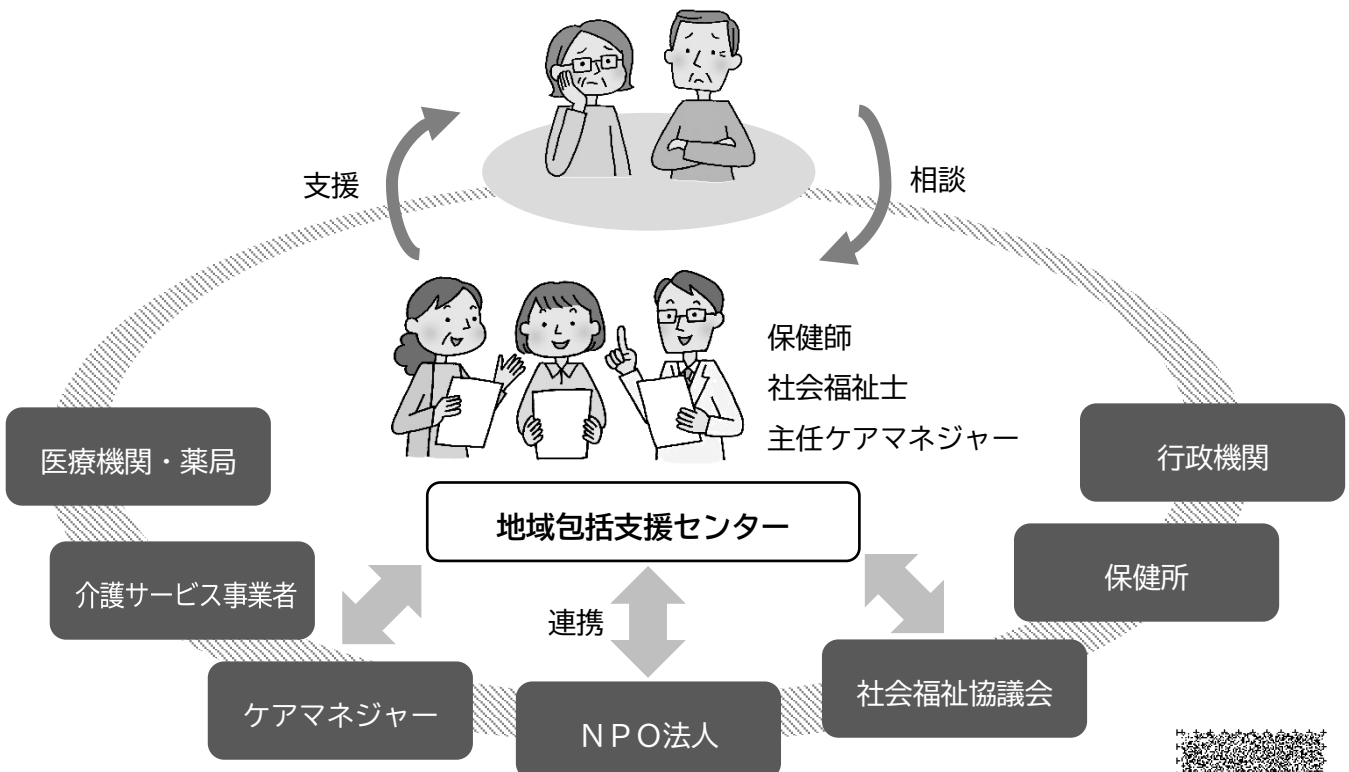 支援
相談
保健師
社会福祉士
主任ケアマネジャー
医療機関・薬局
行政機関
地域包括支援センター
介護サービス事業者
保健所
連携
ケアマネジャー
ＮＰＯ法人
社会福祉協議会